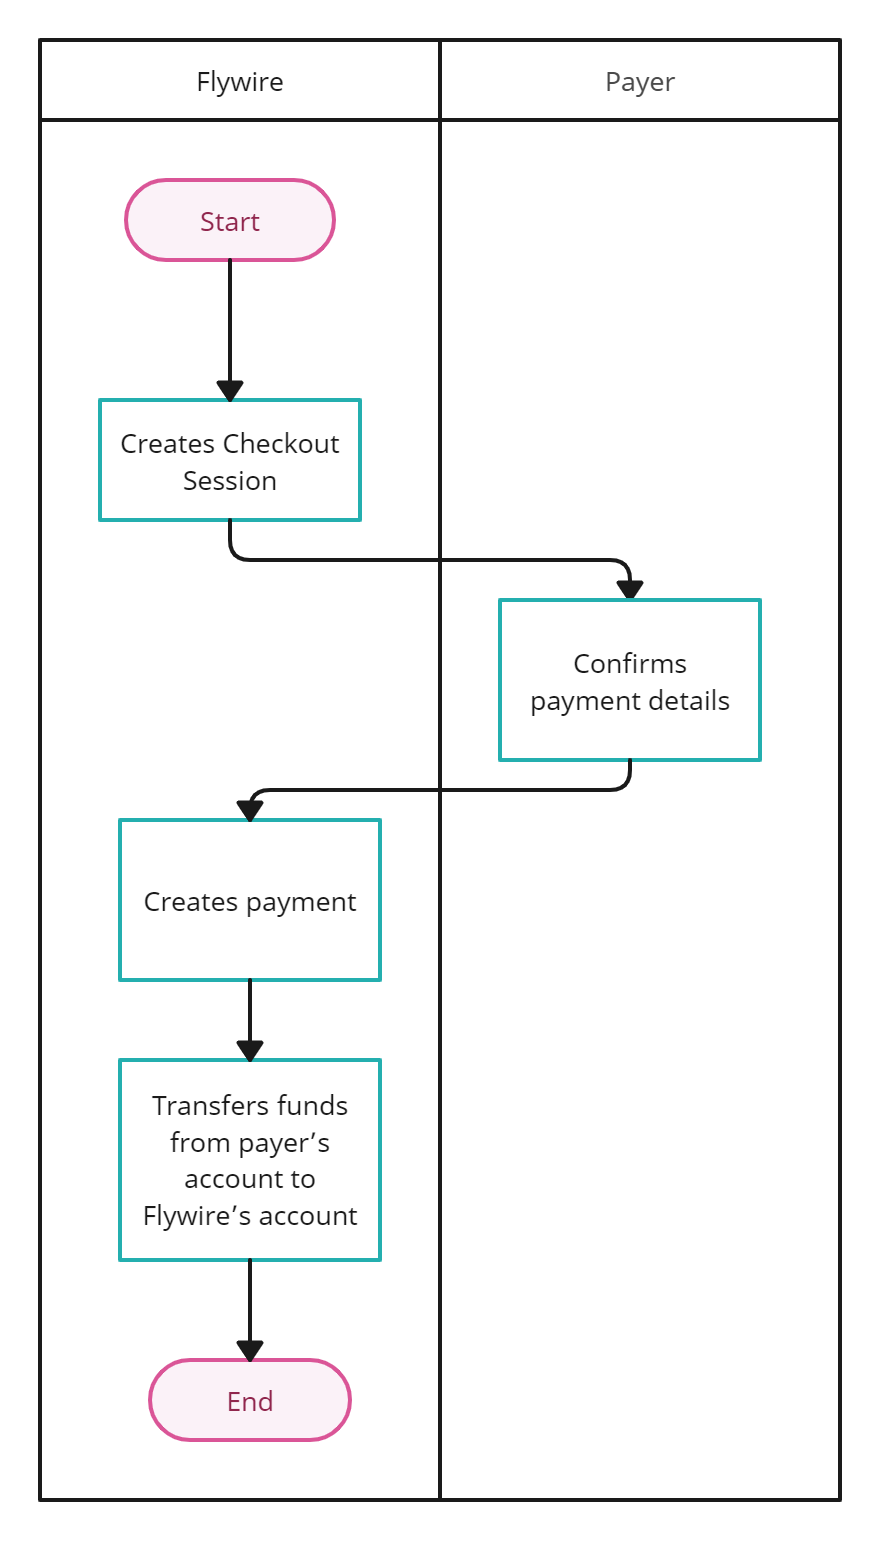 Flywire
Payer
Start
Creates Checkout
Session
Confirms
payment details
Creates payment
Transfers funds
from payer’s
account to
Flywire’s account
End